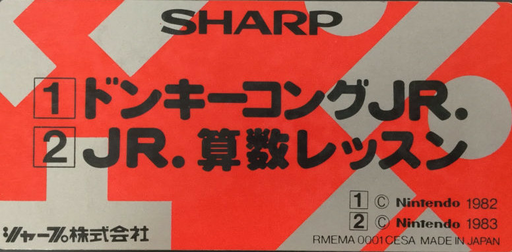 SHARP
1 ドンキーコングJR.
2 JR. 算数レッスン
1 © Nintendo 1982
2 © Nintendo 1983
シャープ株式会社
RMEMA 0001CESA MADE IN JAPAN